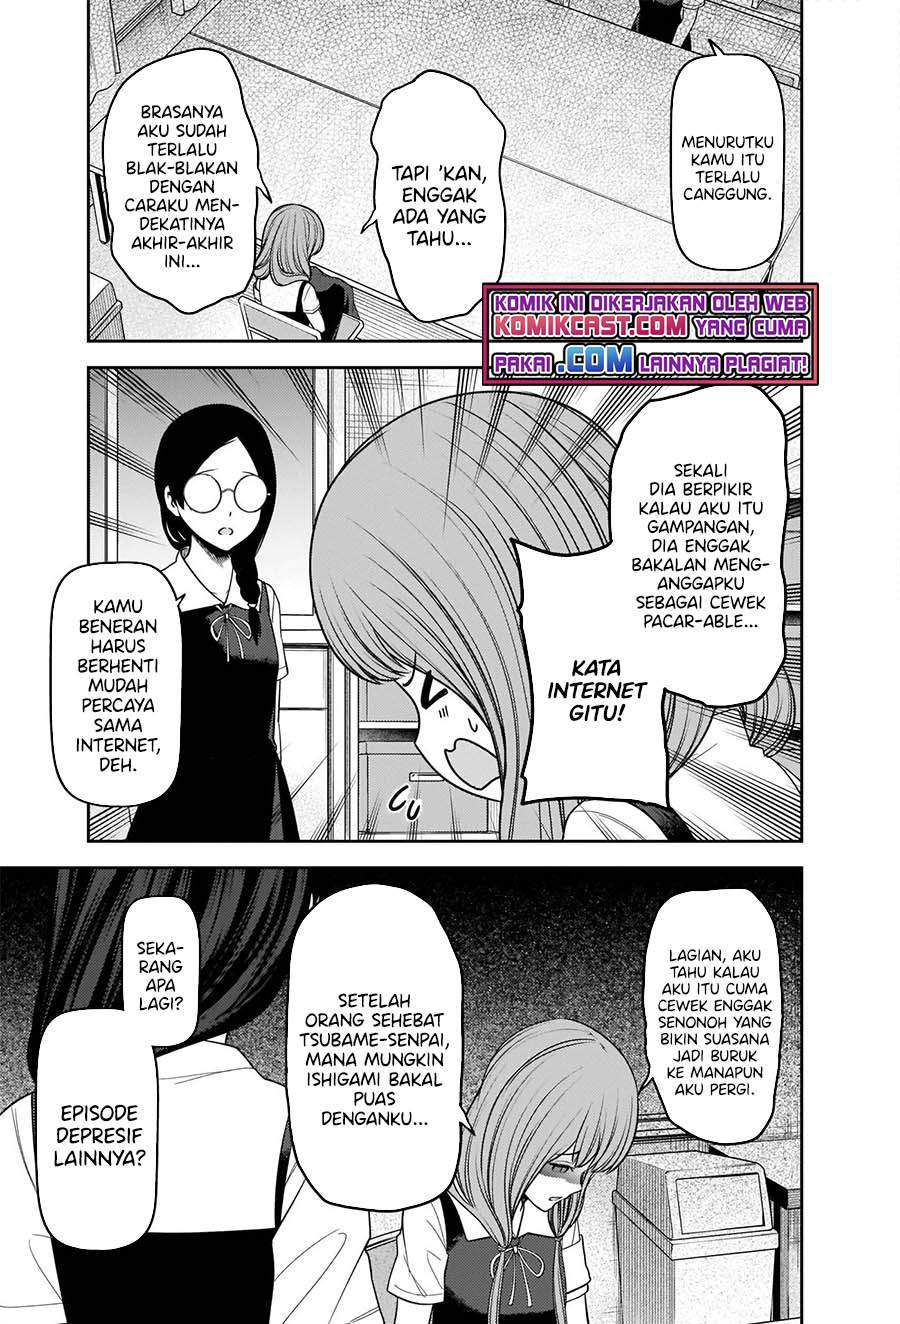 MENURUTKU
KAMU ITU
TERLALU
CANGGUNG.
TAPI 'KAN,
ENGGAK
ADA YANG
TAHU...
BRASANYA
AKU SUDAH
TERLALU
BLAK-BLAKAN
DENGAN
CARAKU MEN-
DEKATINYA
AKHIR-AKHIR
INI...
KOMIK INI DIKERJAKAN OLEH WEB
KOMIKCAST.COM YANG CUMA
PAKAI .COM LAINNYA PLAGIAT!
SEKALI
DIA BERPIKIR
KALAU AKU ITU
GAMPANGAN,
DIA ENGGAK
BAKALAN MENG-
ANGGAPKU
SEBAGAI CEWEK
PACAR-ABLE...
KATA
INTERNET
GITU!
CU
KAMU
BENERAN
HARUS
BERHENTI
MUDAH
PERCAYA
SAMA
INTERNET,
DEH.
LAGIAN, AKU
TAHU KALAU
AKU ITU CUMA
CEWEK ENGGAK
SENONOH YANG
BIKIN SUASANA
JADI BURUK
KE MANAPUN
AKU PERGI.
SETELAH
ORANG SEHEBAT
TSUBAME-SENPAI,
MANA MUNGKIN
ISHIGAMI BAKAL
PUAS
DENGANKU...
SEKA-
RANG
APA
LAGI?
EPISODE
DEPRESIF
LAINNYA?